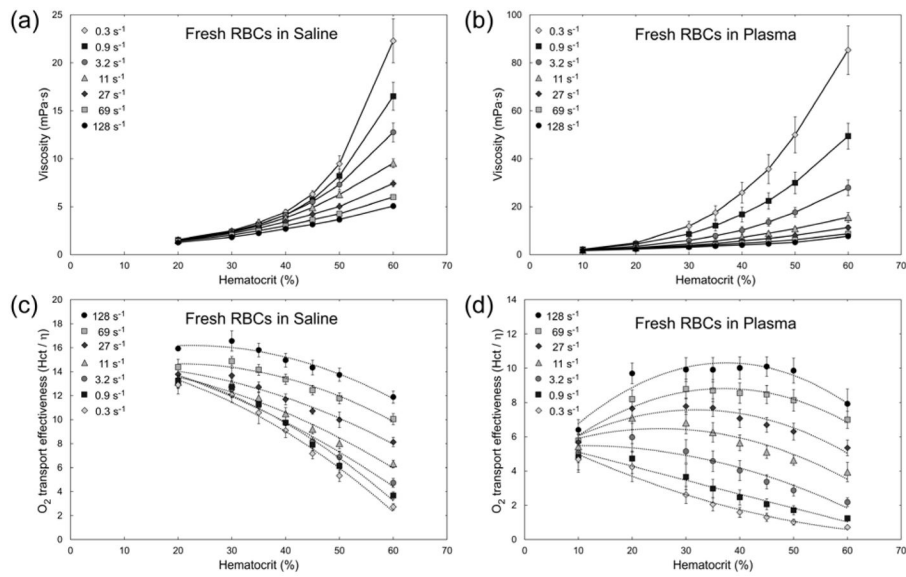 (a)
Fresh RBCs in Saline
0.3 s⁻¹
0.9 s⁻¹
3.2 s⁻¹
11 s⁻¹
27 s⁻¹
69 s⁻¹
128 s⁻¹
Viscosity (mPa·s)
25
20
15
10
5
0
0 10 20 30 40 50 60 70
Hematocrit (%)
(b)
Fresh RBCs in Plasma
0.3 s⁻¹
0.9 s⁻¹
3.2 s⁻¹
11 s⁻¹
27 s⁻¹
69 s⁻¹
128 s⁻¹
Viscosity (mPa·s)
100
80
60
40
20
0
0 10 20 30 40 50 60 70
Hematocrit (%)
(c)
Fresh RBCs in Saline
128 s⁻¹
69 s⁻¹
27 s⁻¹
11 s⁻¹
3.2 s⁻¹
0.9 s⁻¹
0.3 s⁻¹
O₂ transport effectiveness (Hct / η)
20
18
16
14
12
10
8
6
4
2
0
0 10 20 30 40 50 60 70
Hematocrit (%)
(d)
Fresh RBCs in Plasma
128 s⁻¹
69 s⁻¹
27 s⁻¹
11 s⁻¹
3.2 s⁻¹
0.9 s⁻¹
0.3 s⁻¹
O₂ transport effectiveness (Hct / η)
14
12
10
8
6
4
2
0
0 10 20 30 40 50 60 70
Hematocrit (%)